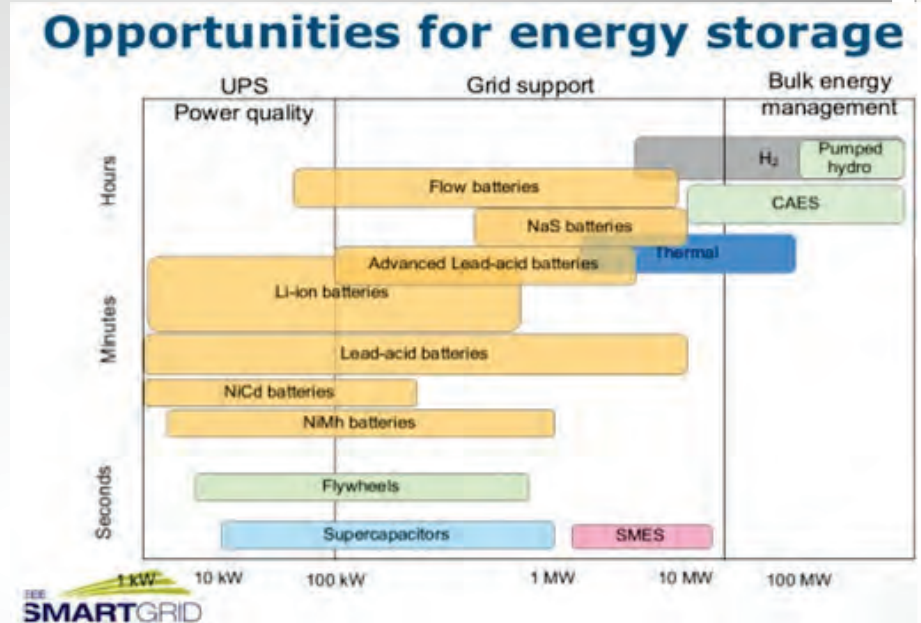 Opportunities for energy storage
UPS
Power quality
Grid support
Bulk energy
management
Hours
Minutes
Seconds
H₂
Pumped
hydro
Flow batteries
CAES
NaS batteries
Thermal
Advanced Lead-acid batteries
Li-ion batteries
Lead-acid batteries
NiCd batteries
NiMh batteries
Flywheels
Supercapacitors
SMES
1 kW
10 kW
100 kW
1 MW
10 MW
100 MW
SMARTGRID